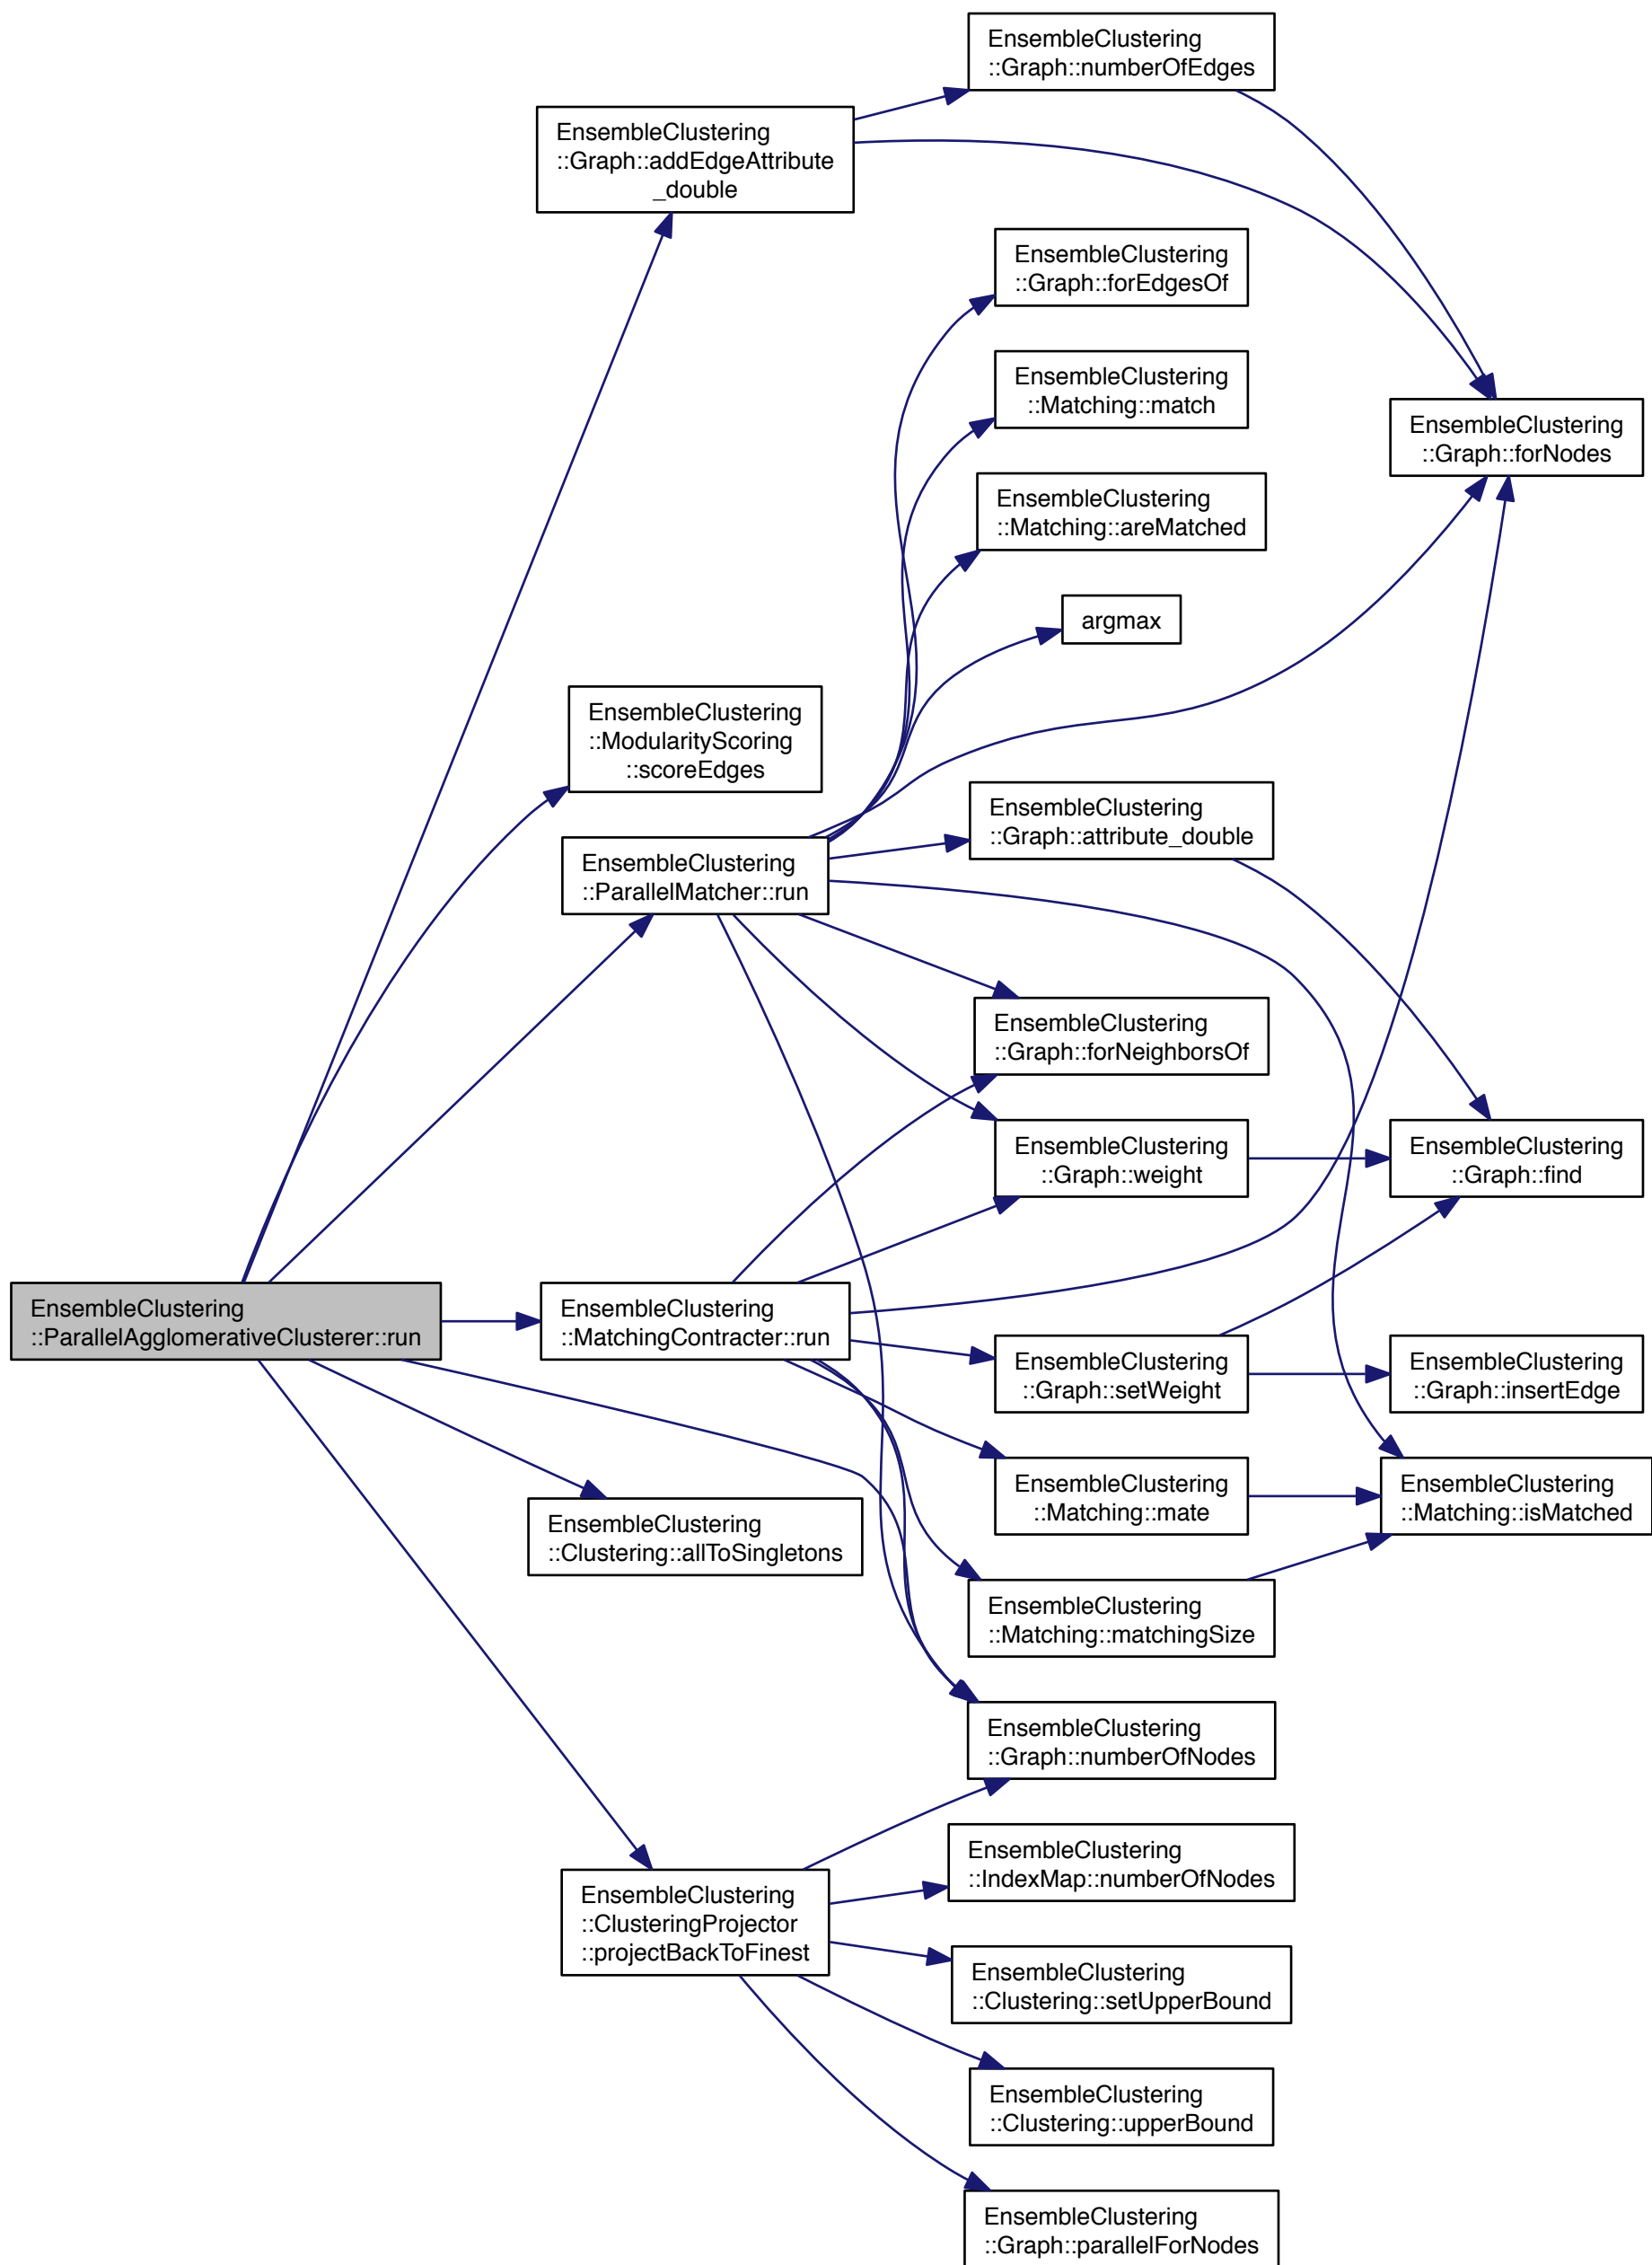 EnsembleClustering
::Graph::numberOfEdges
EnsembleClustering
::Graph::addEdgeAttribute
_double
EnsembleClustering
::Graph::forEdgesOf
EnsembleClustering
::Matching::match
EnsembleClustering
::Graph::forNodes
EnsembleClustering
::Matching::areMatched
argmax
EnsembleClustering
::ModularityScoring
::scoreEdges
EnsembleClustering
::Graph::attribute_double
EnsembleClustering
::ParallelMatcher::run
EnsembleClustering
::Graph::forNeighborsOf
EnsembleClustering
::Graph::weight
EnsembleClustering
::Graph::find
EnsembleClustering
::ParallelAgglomerativeClusterer::run
EnsembleClustering
::MatchingContracter::run
EnsembleClustering
::Graph::setWeight
EnsembleClustering
::Graph::insertEdge
EnsembleClustering
::Matching::mate
EnsembleClustering
::Matching::isMatched
EnsembleClustering
::Clustering::allToSingletons
EnsembleClustering
::Matching::matchingSize
EnsembleClustering
::Graph::numberOfNodes
EnsembleClustering
::IndexMap::numberOfNodes
EnsembleClustering
::ClusteringProjector
::projectBackToFinest
EnsembleClustering
::Clustering::setUpperBound
EnsembleClustering
::Clustering::upperBound
EnsembleClustering
::Graph::parallelForNodes